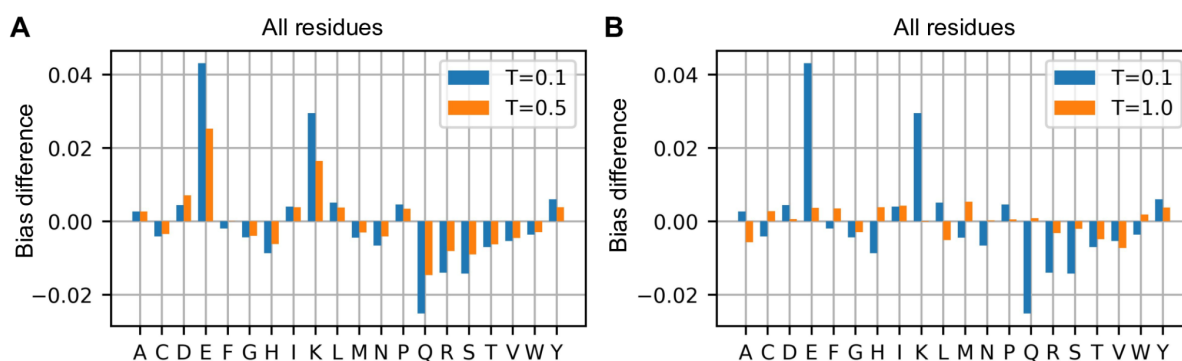 A
All residues
Bias difference
0.04
0.02
0.00
−0.02
T=0.1
T=0.5
A C D E F G H I K L M N P Q R S T V W Y
B
All residues
Bias difference
0.04
0.02
0.00
−0.02
T=0.1
T=1.0
A C D E F G H I K L M N P Q R S T V W Y